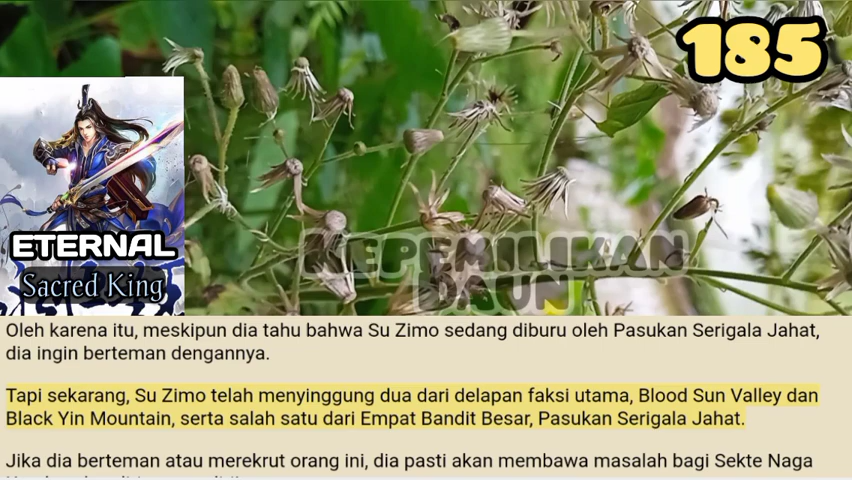 185
ETERNAL
Sacred King
KEPEMILIKAN
DAUN
Oleh karena itu, meskipun dia tahu bahwa Su Zimo sedang diburu oleh Pasukan Serigala Jahat,
dia ingin berteman dengannya.
Tapi sekarang, Su Zimo telah menyinggung dua dari delapan faksi utama, Blood Sun Valley dan
Black Yin Mountain, serta salah satu dari Empat Bandit Besar, Pasukan Serigala Jahat.
Jika dia berteman atau merekrut orang ini, dia pasti akan membawa masalah bagi Sekte Naga